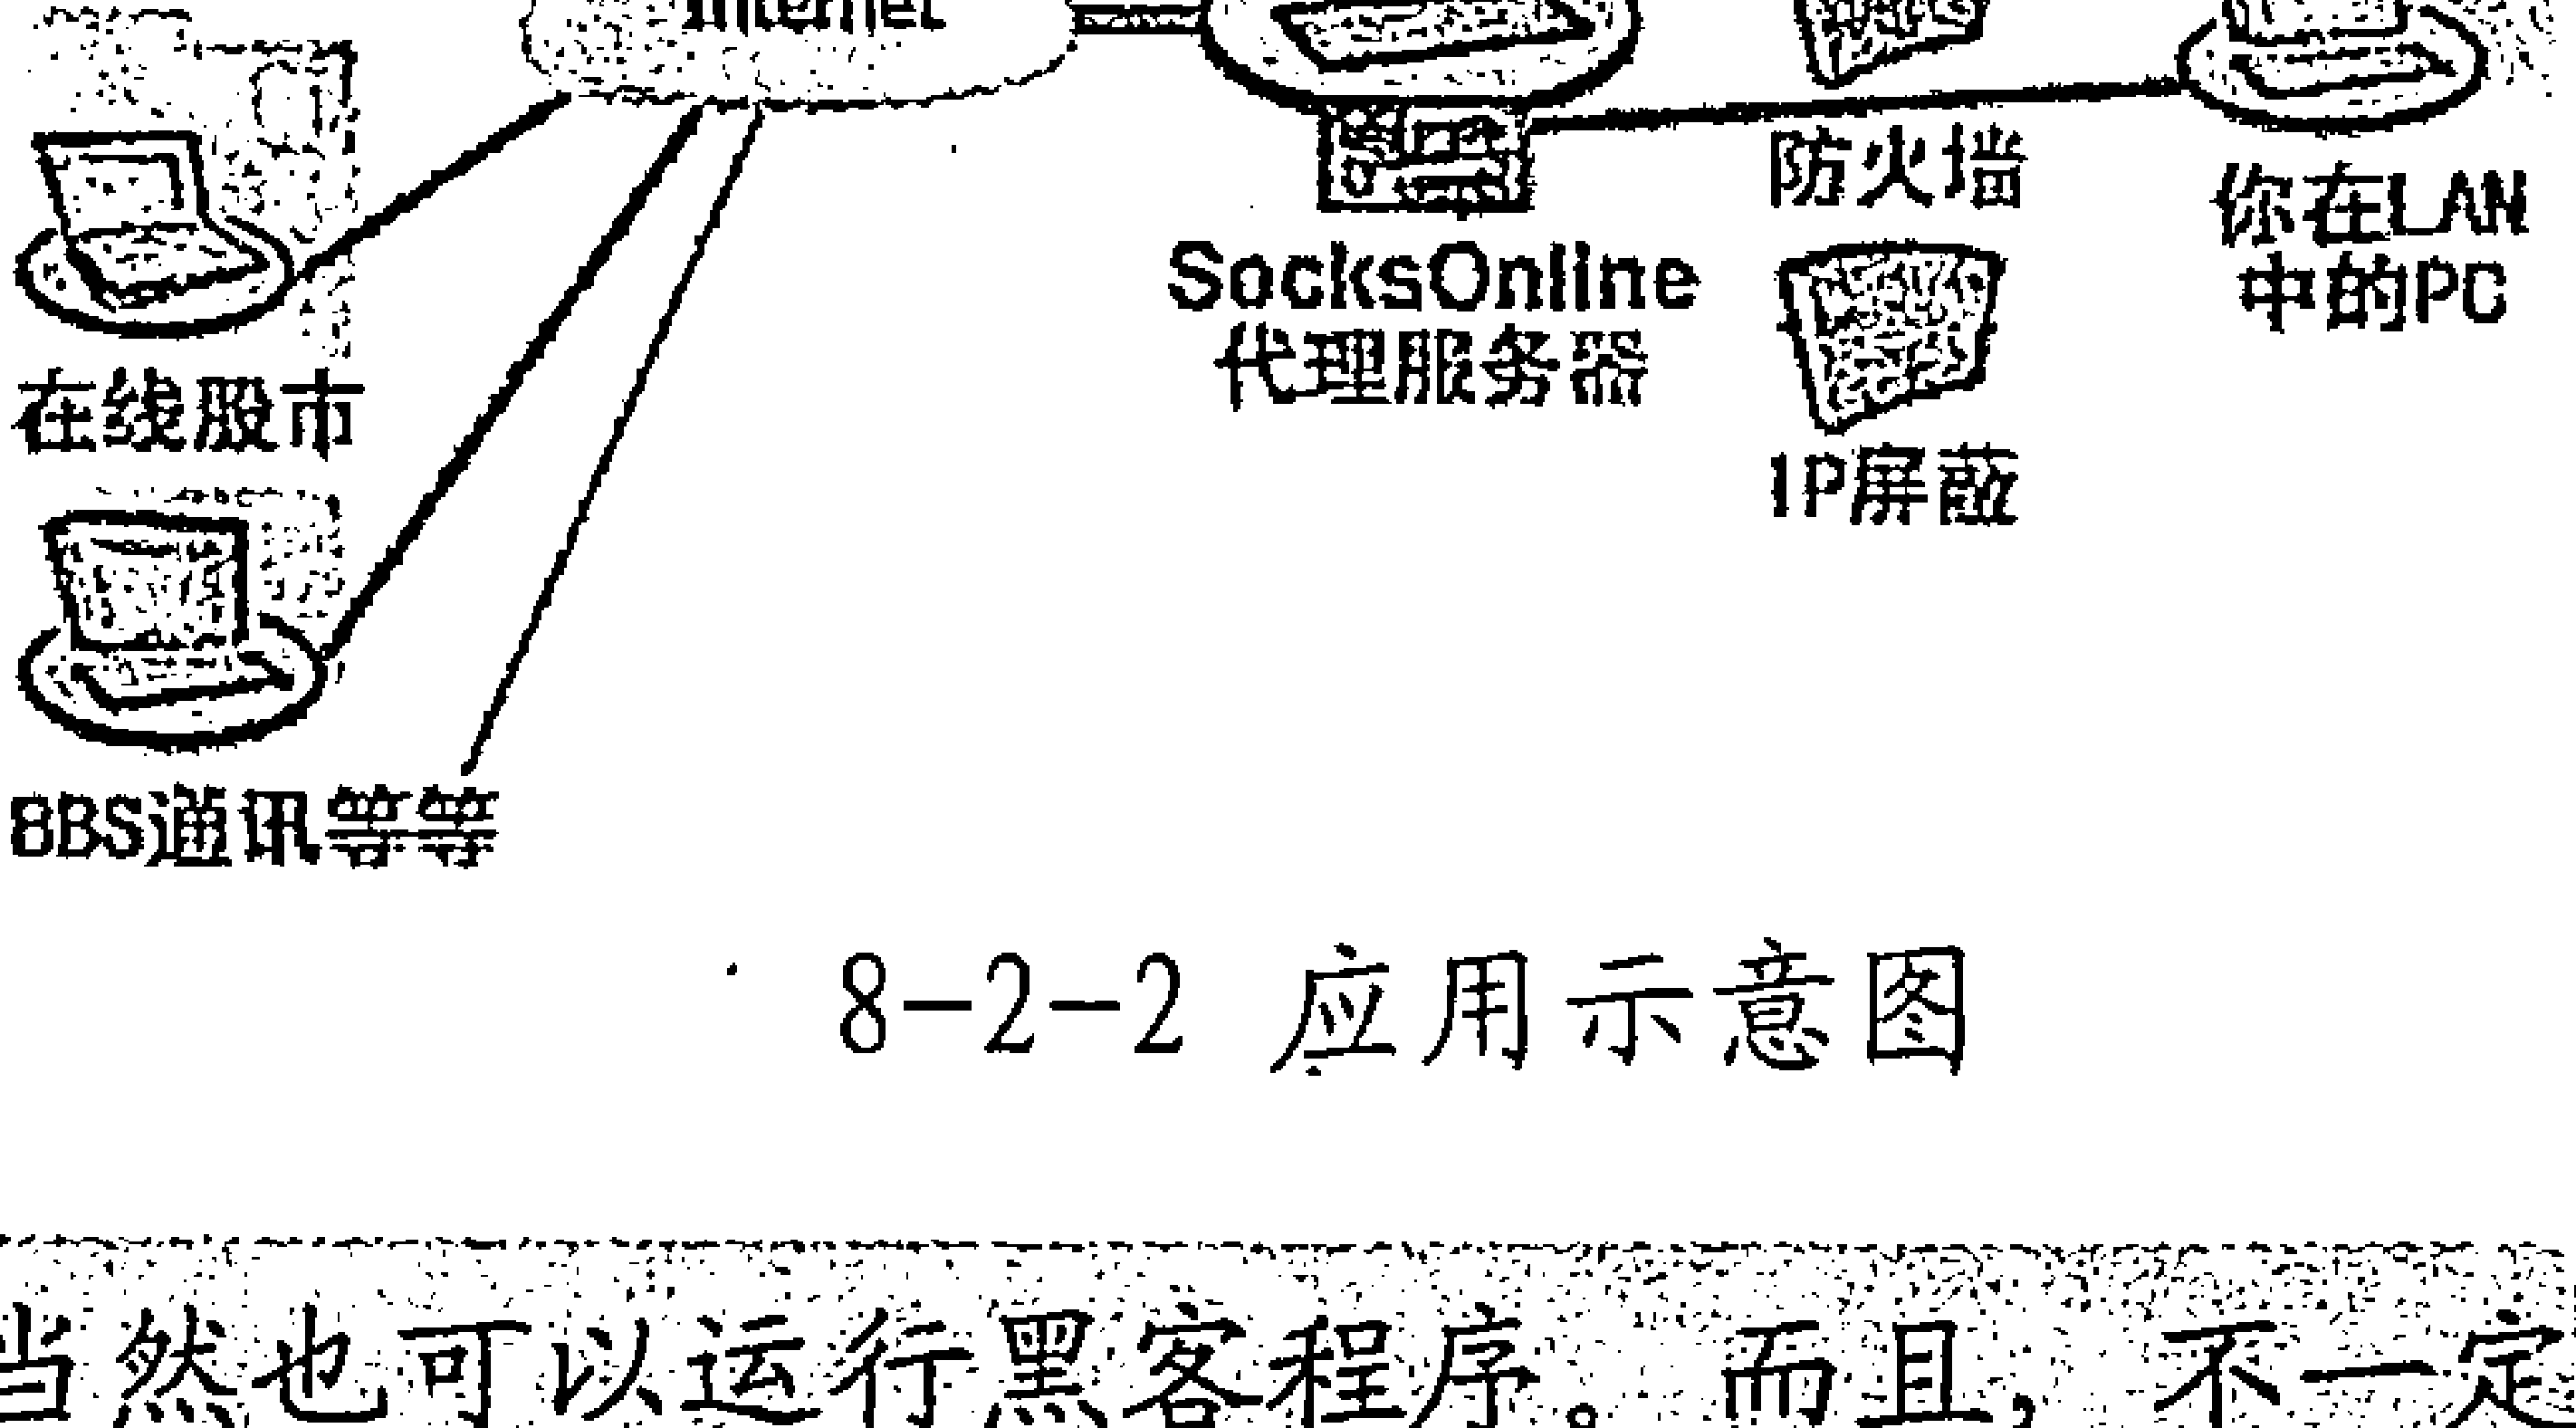 Internet
防火墙
你在LAN
中的PC
SocksOnline
代理服务器
在线股市
IP屏蔽
BBS通讯等等
8-2-2 应用示意图
当然也可以运行黑客程序。而且，不一定